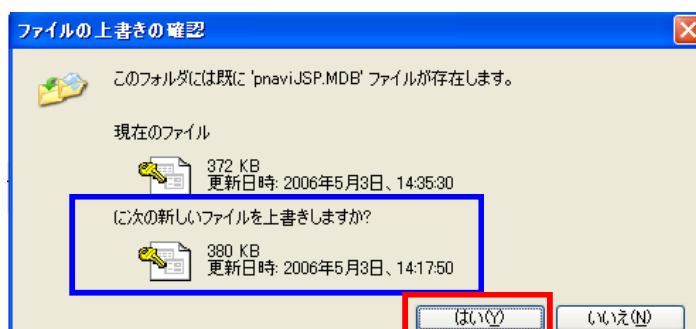 ファイルの上書きの確認
このフォルダには既に 'pnaviJSP.MDB' ファイルが存在します。
現在のファイル
372 KB
更新日時: 2006年5月3日、14:35:30
に次の新しいファイルを上書きしますか?
380 KB
更新日時: 2006年5月3日、14:17:50
はい(Y) いいえ(N)